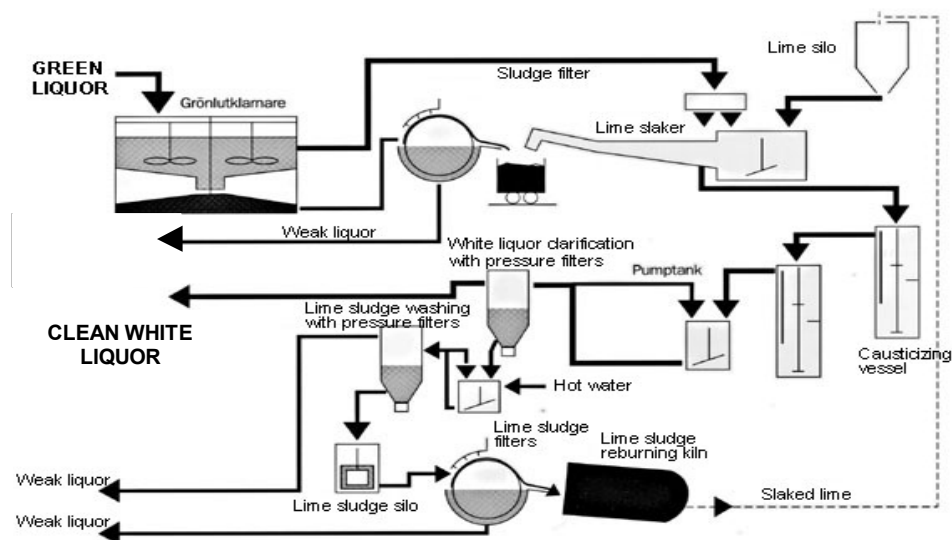 GREEN
LIQUOR
Grönlutklarnare
Sludge filter
Lime silo
Lime slaker
Weak liquor
White liquor clarification
with pressure filters
Pumptank
CLEAN WHITE
LIQUOR
Lime sludge washing
with pressure filters
Causticizing
vessel
Hot water
Lime sludge
filters
Lime sludge
reburning kiln
Weak liquor
Lime sludge silo
Slaked lime
Weak liquor